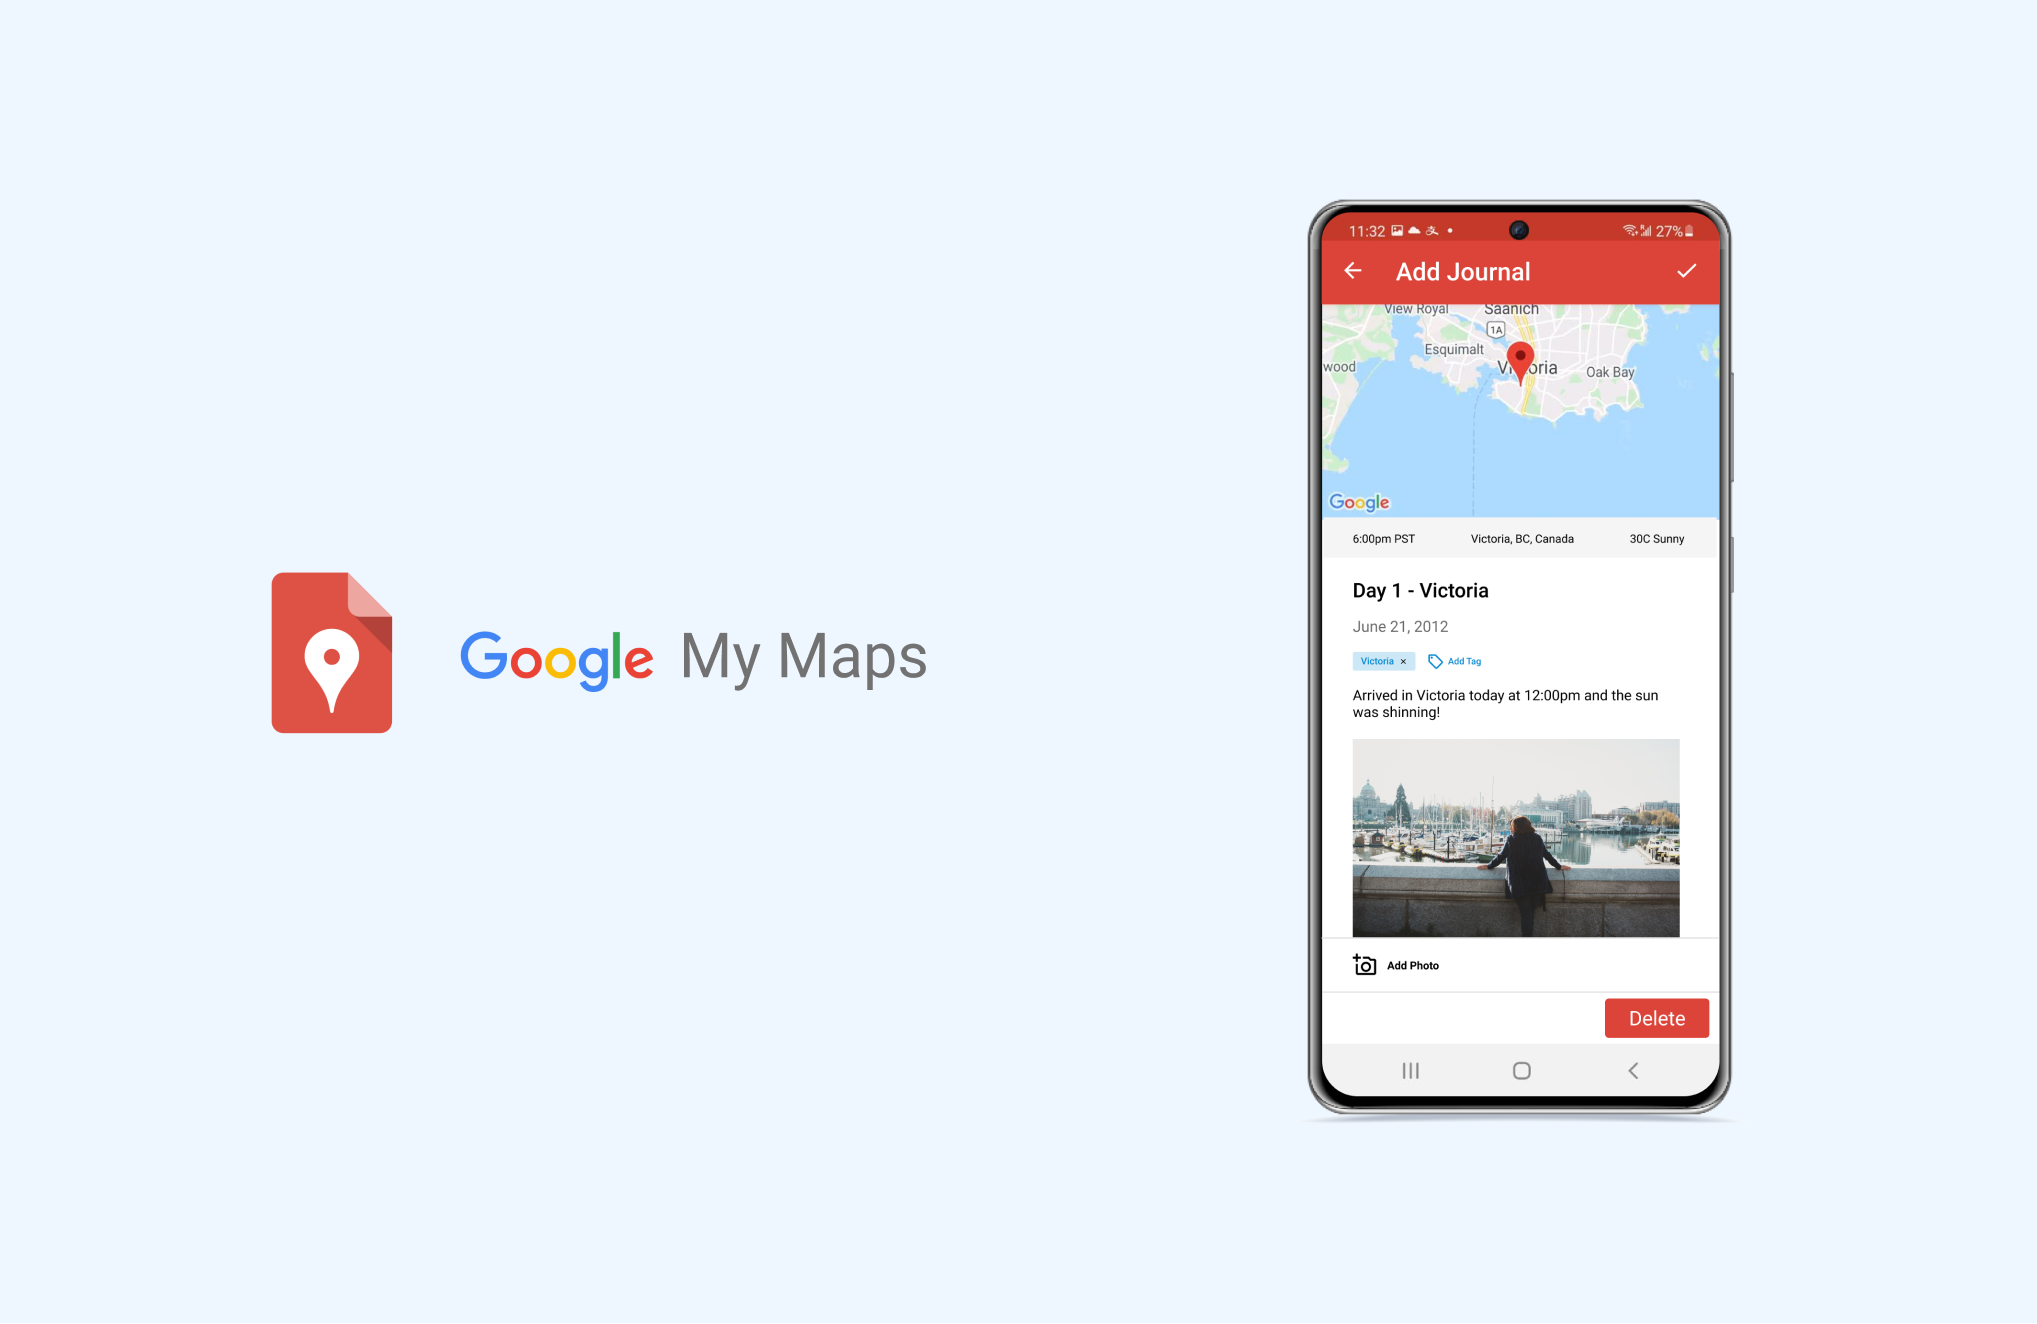 Google My Maps
11:32
27%
Add Journal
View Royal
Saanich
1A
Esquimalt
Victoria
wood
Oak Bay
Google
6:00pm PST
Victoria, BC, Canada
30C Sunny
Day 1 - Victoria
June 21, 2012
Victoria ×
Add Tag
Arrived in Victoria today at 12:00pm and the sun
was shinning!
Add Photo
Delete